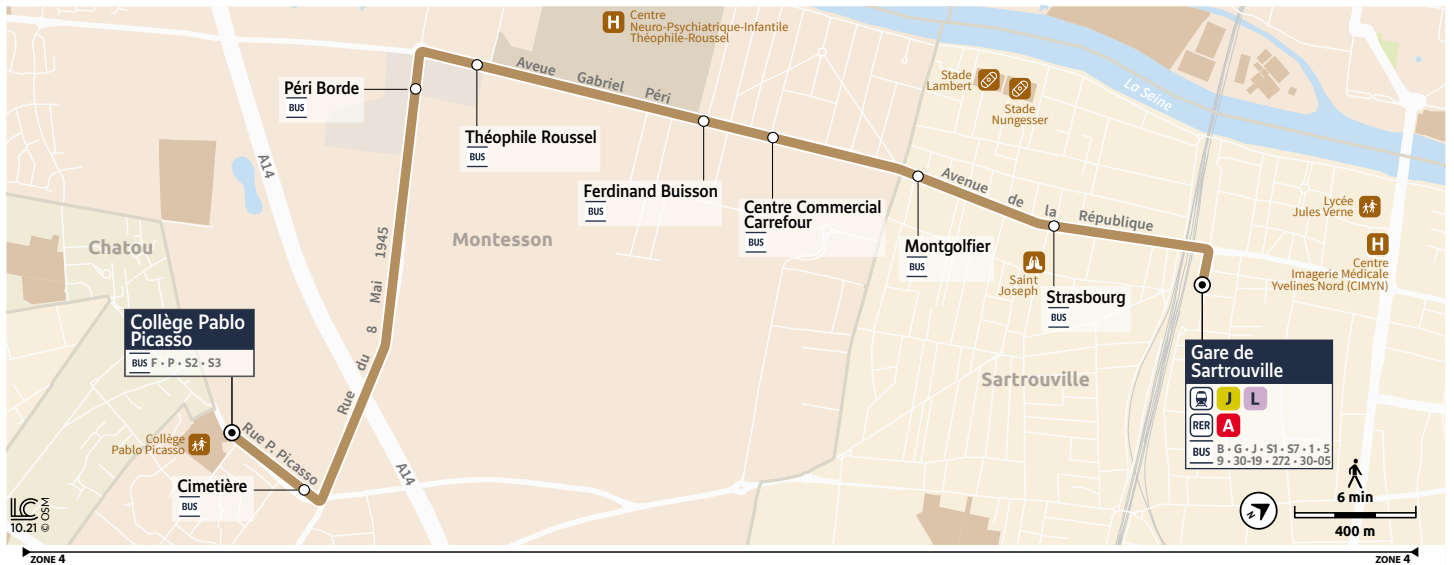 Centre
Neuro-Psychiatrique-Infantile
Théophile-Roussel
Péri Borde
BUS
Théophile Roussel
BUS
Aveue Gabriel Péri
Stade
Lambert
Stade
Nungesser
La Seine
A14
Ferdinand Buisson
BUS
Centre Commercial
Carrefour
BUS
Avenue de la République
Lycée
Jules Verne
Chatou
Montesson
Montgolfier
BUS
Saint
Joseph
Strasbourg
BUS
Centre
Imagerie Médicale
Yvelines Nord (CIMYN)
Rue du 8 Mai 1945
Collège Pablo
Picasso
BUS F • P • S2 • S3
Sartrouville
Gare de
Sartrouville
J L
RER A
BUS B • G • J • S1 • S7 • 1 • 5
9 • 30-19 • 272 • 30-05
Collège
Pablo Picasso
Rue P. Picasso
Cimetière
BUS
A14
LC
10.21 © OSM
N
6 min
400 m
ZONE 4
ZONE 4